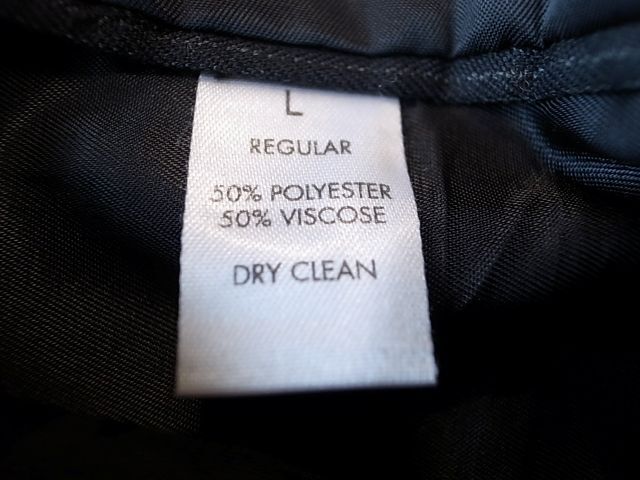 L
REGULAR
50% POLYESTER
50% VISCOSE
DRY CLEAN